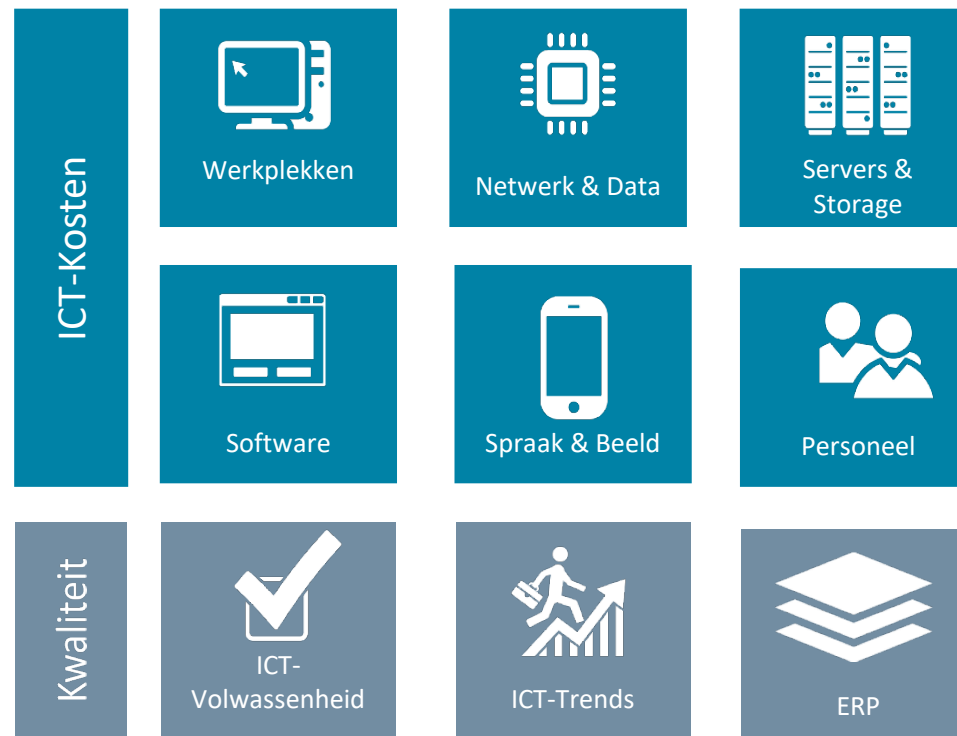 ICT-Kosten
Werkplekken
Netwerk & Data
Servers &
Storage
Software
Spraak & Beeld
Personeel
Kwaliteit
ICT-
Volwassenheid
ICT-Trends
ERP